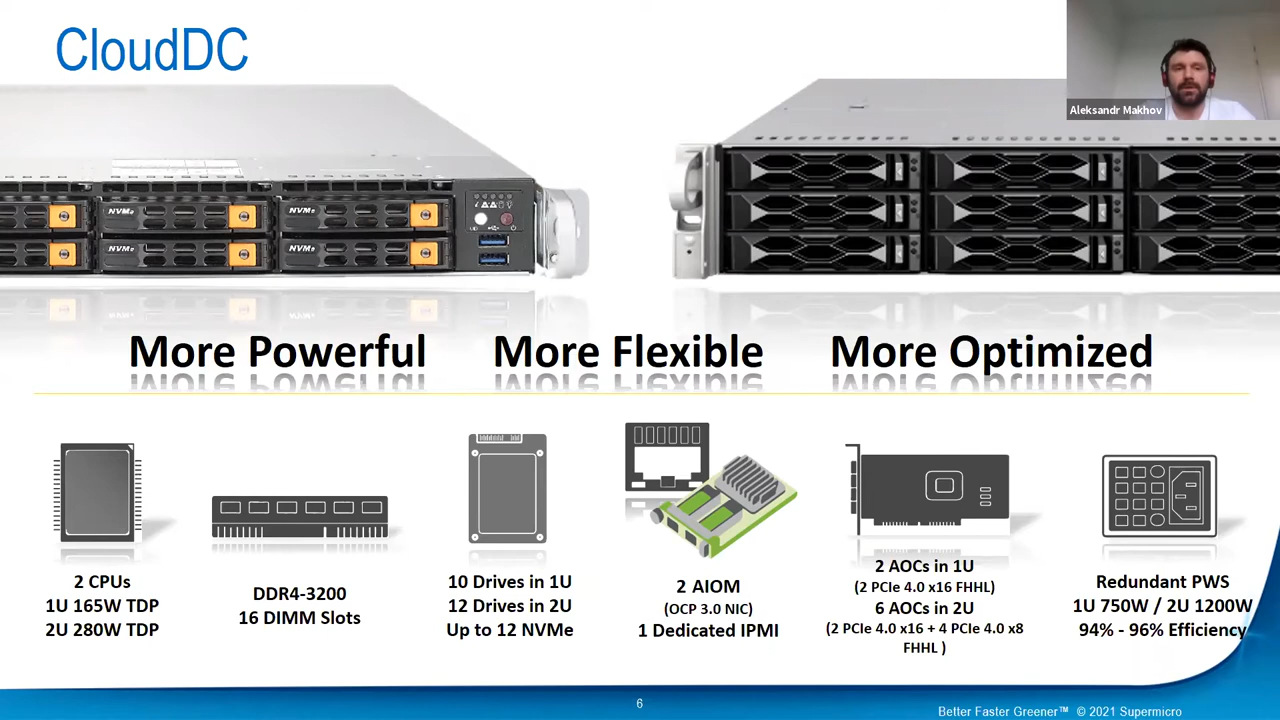 CloudDC
Aleksandr Makhov
NVMe NVMe
NVMe NVMe
UID
More Powerful More Flexible More Optimized
2 CPUs
1U 165W TDP
2U 280W TDP
DDR4-3200
16 DIMM Slots
10 Drives in 1U
12 Drives in 2U
Up to 12 NVMe
2 AIOM
(OCP 3.0 NIC)
1 Dedicated IPMI
2 AOCs in 1U
(2 PCIe 4.0 x16 FHHL)
6 AOCs in 2U
(2 PCIe 4.0 x16 + 4 PCIe 4.0 x8
FHHL )
Redundant PWS
1U 750W / 2U 1200W
94% - 96% Efficiency
6
Better Faster Greener™ © 2021 Supermicro